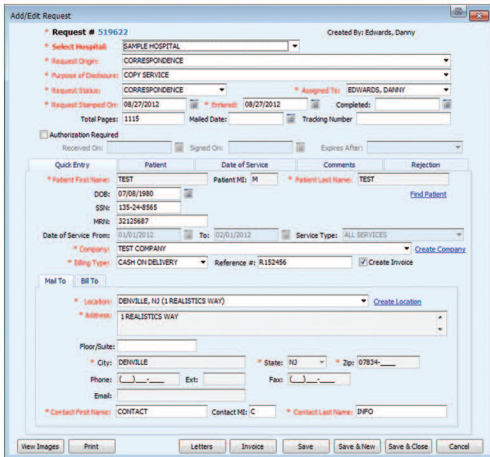 Add/Edit Request
* Request # 519622 Created By: Edwards, Danny
* Select Hospital: SAMPLE HOSPITAL
* Request Origin: CORRESPONDENCE
* Purpose of Disclosure: COPY SERVICE
* Request Status: CORRESPONDENCE * Assigned To: EDWARDS, DANNY
* Request Stamped On: 08/27/2012 * Entered: 08/27/2012 Completed:
Total Pages: 1115 Mailed Date: Tracking Number
Authorization Required
Received On: Signed On: Expires After:
Quick Entry Patient Date of Service Comments Rejection
* Patient First Name: TEST Patient MI: M * Patient Last Name: TEST
DOB: 07/08/1980 Find Patient
SSN: 135-24-8565
MRN: 32125687
Date of Service From: 01/01/2012 To: 02/01/2012 Service Type: ALL SERVICES
* Company: TEST COMPANY Create Company
* Billing Type: CASH ON DELIVERY Reference #: R152456 Create Invoice
Mail To Bill To
* Location: DENVILLE, NJ (1 REALISTICS WAY) Create Location
* Address: 1 REALISTICS WAY
Floor/Suite:
* City: DENVILLE * State: NJ * Zip: 07834-____
Phone: (___)___-____ Ext: Fax: (___)___-____
Email:
* Contact First Name: CONTACT Contact MI: C * Contact Last Name: INFO
View Images Print Letters Invoice Save Save & New Save & Close Cancel